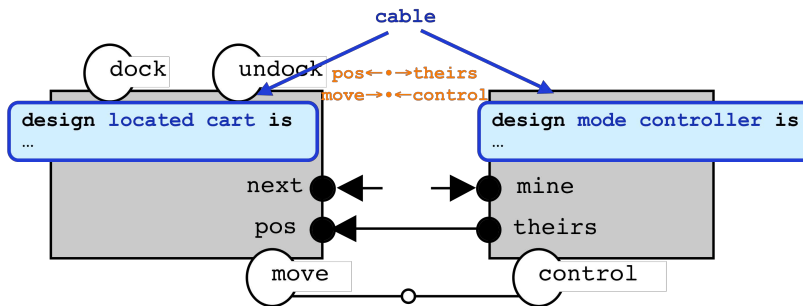 cable
dock
undock
pos←•→theirs
move→•←control
design located cart is
…
design mode controller is
…
next
mine
pos
theirs
move
control